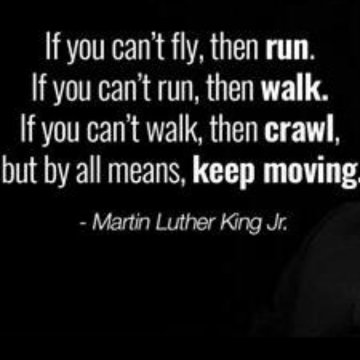 If you can't fly, then run.
If you can't run, then walk.
If you can't walk, then crawl,
but by all means, keep moving.
- Martin Luther King Jr.